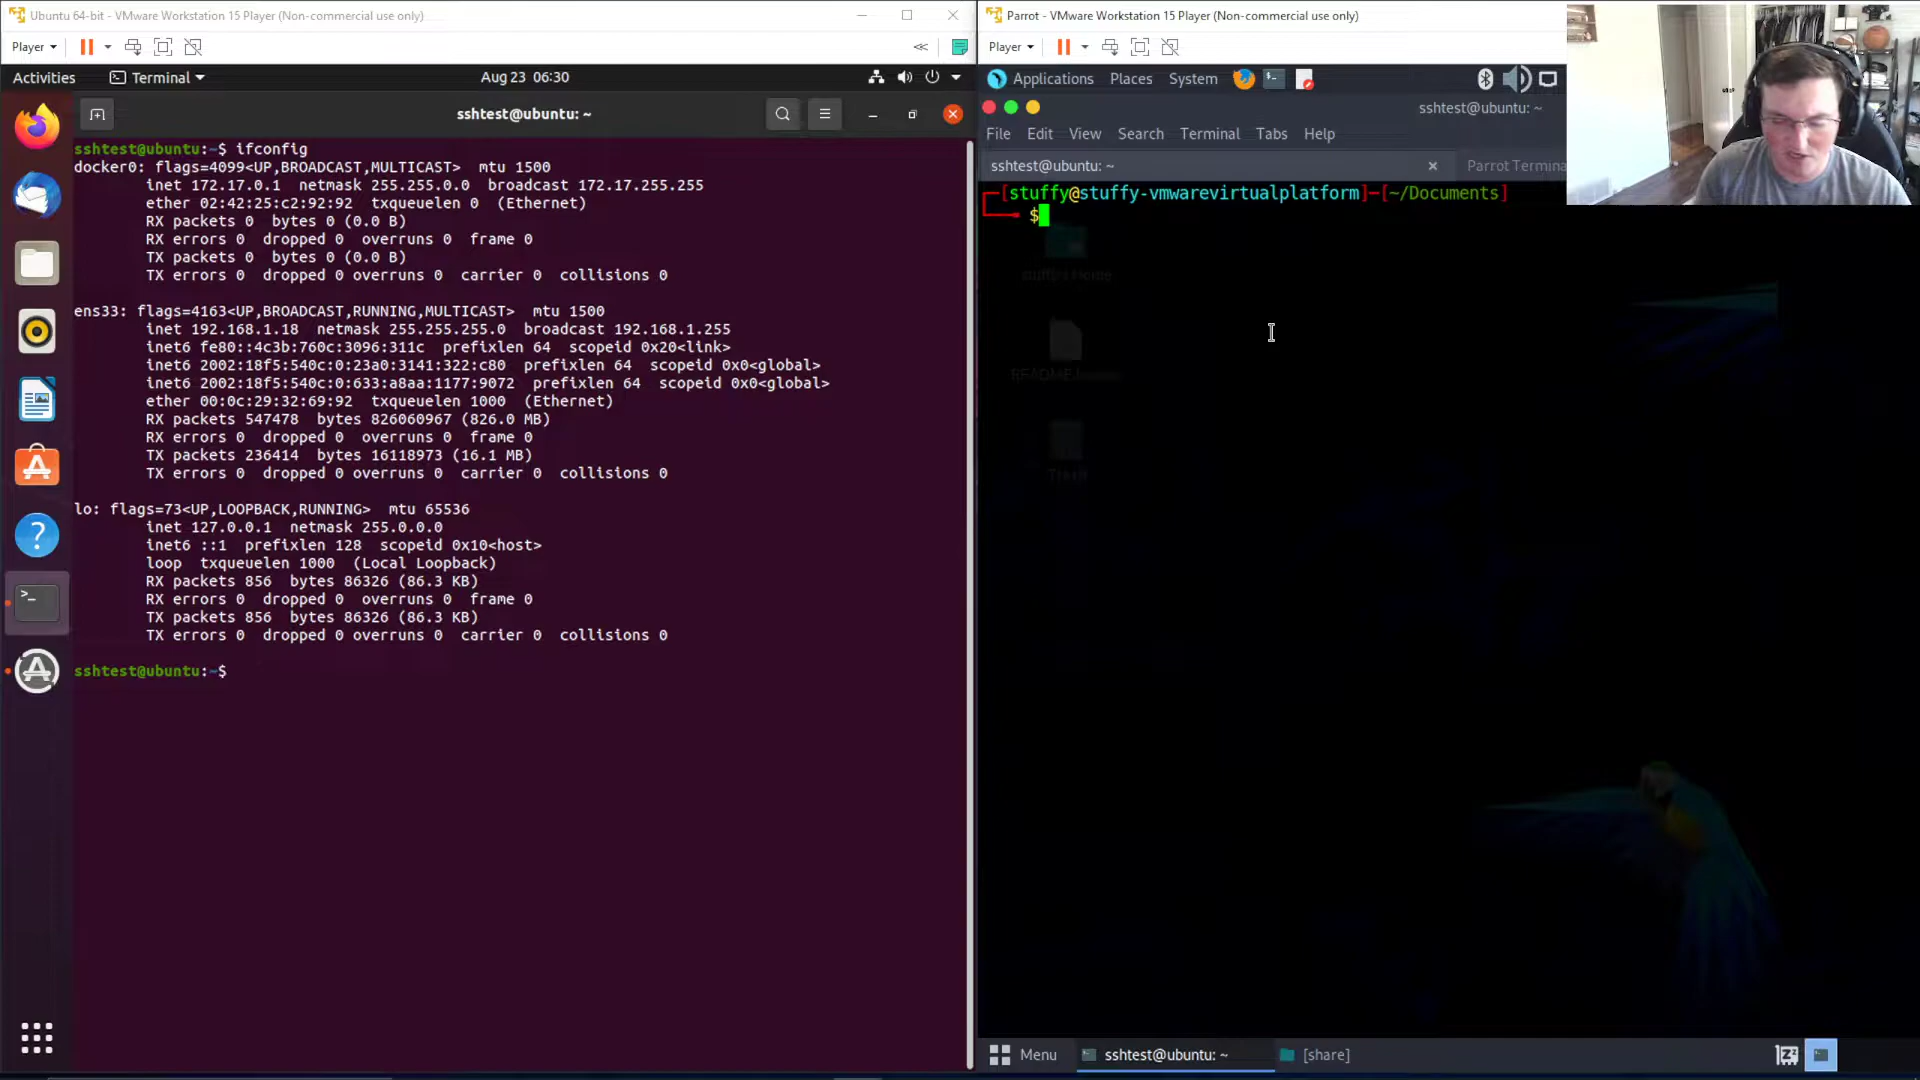 Ubuntu 64-bit - VMware Workstation 15 Player (Non-commercial use only)
Player
Activities
Terminal
Aug 23 06:30
sshtest@ubuntu: ~
sshtest@ubuntu:~$ ifconfig
docker0: flags=4099<UP,BROADCAST,MULTICAST>  mtu 1500
inet 172.17.0.1  netmask 255.255.0.0  broadcast 172.17.255.255
ether 02:42:25:c2:92:92  txqueuelen 0  (Ethernet)
RX packets 0  bytes 0 (0.0 B)
RX errors 0  dropped 0  overruns 0  frame 0
TX packets 0  bytes 0 (0.0 B)
TX errors 0  dropped 0 overruns 0  carrier 0  collisions 0
ens33: flags=4163<UP,BROADCAST,RUNNING,MULTICAST>  mtu 1500
inet 192.168.1.18  netmask 255.255.255.0  broadcast 192.168.1.255
inet6 fe80::4c3b:760c:3096:311c  prefixlen 64  scopeid 0x20<link>
inet6 2002:18f5:540c:0:23a0:3141:322:c80  prefixlen 64  scopeid 0x0<global>
inet6 2002:18f5:540c:0:633:a8aa:1177:9072  prefixlen 64  scopeid 0x0<global>
ether 00:0c:29:32:69:92  txqueuelen 1000  (Ethernet)
RX packets 547478  bytes 826060967 (826.0 MB)
RX errors 0  dropped 0  overruns 0  frame 0
TX packets 236414  bytes 16118973 (16.1 MB)
TX errors 0  dropped 0 overruns 0  carrier 0  collisions 0
lo: flags=73<UP,LOOPBACK,RUNNING>  mtu 65536
inet 127.0.0.1  netmask 255.0.0.0
inet6 ::1  prefixlen 128  scopeid 0x10<host>
loop  txqueuelen 1000  (Local Loopback)
RX packets 856  bytes 86326 (86.3 KB)
RX errors 0  dropped 0  overruns 0  frame 0
TX packets 856  bytes 86326 (86.3 KB)
TX errors 0  dropped 0 overruns 0  carrier 0  collisions 0
sshtest@ubuntu:~$
Parrot - VMware Workstation 15 Player (Non-commercial use only)
Player
Applications Places System
sshtest@ubuntu: ~
File Edit View Search Terminal Tabs Help
sshtest@ubuntu: ~
Parrot Termina
[stuffy@stuffy-vmwarevirtualplatform]-[~/Documents]
$
Menu
sshtest@ubuntu: ~
[share]